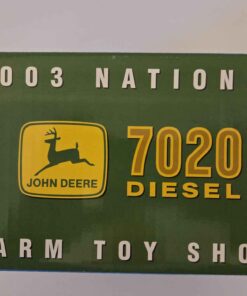 003 NATION
JOHN DEERE
7020
DIESEL
ARM TOY SHO